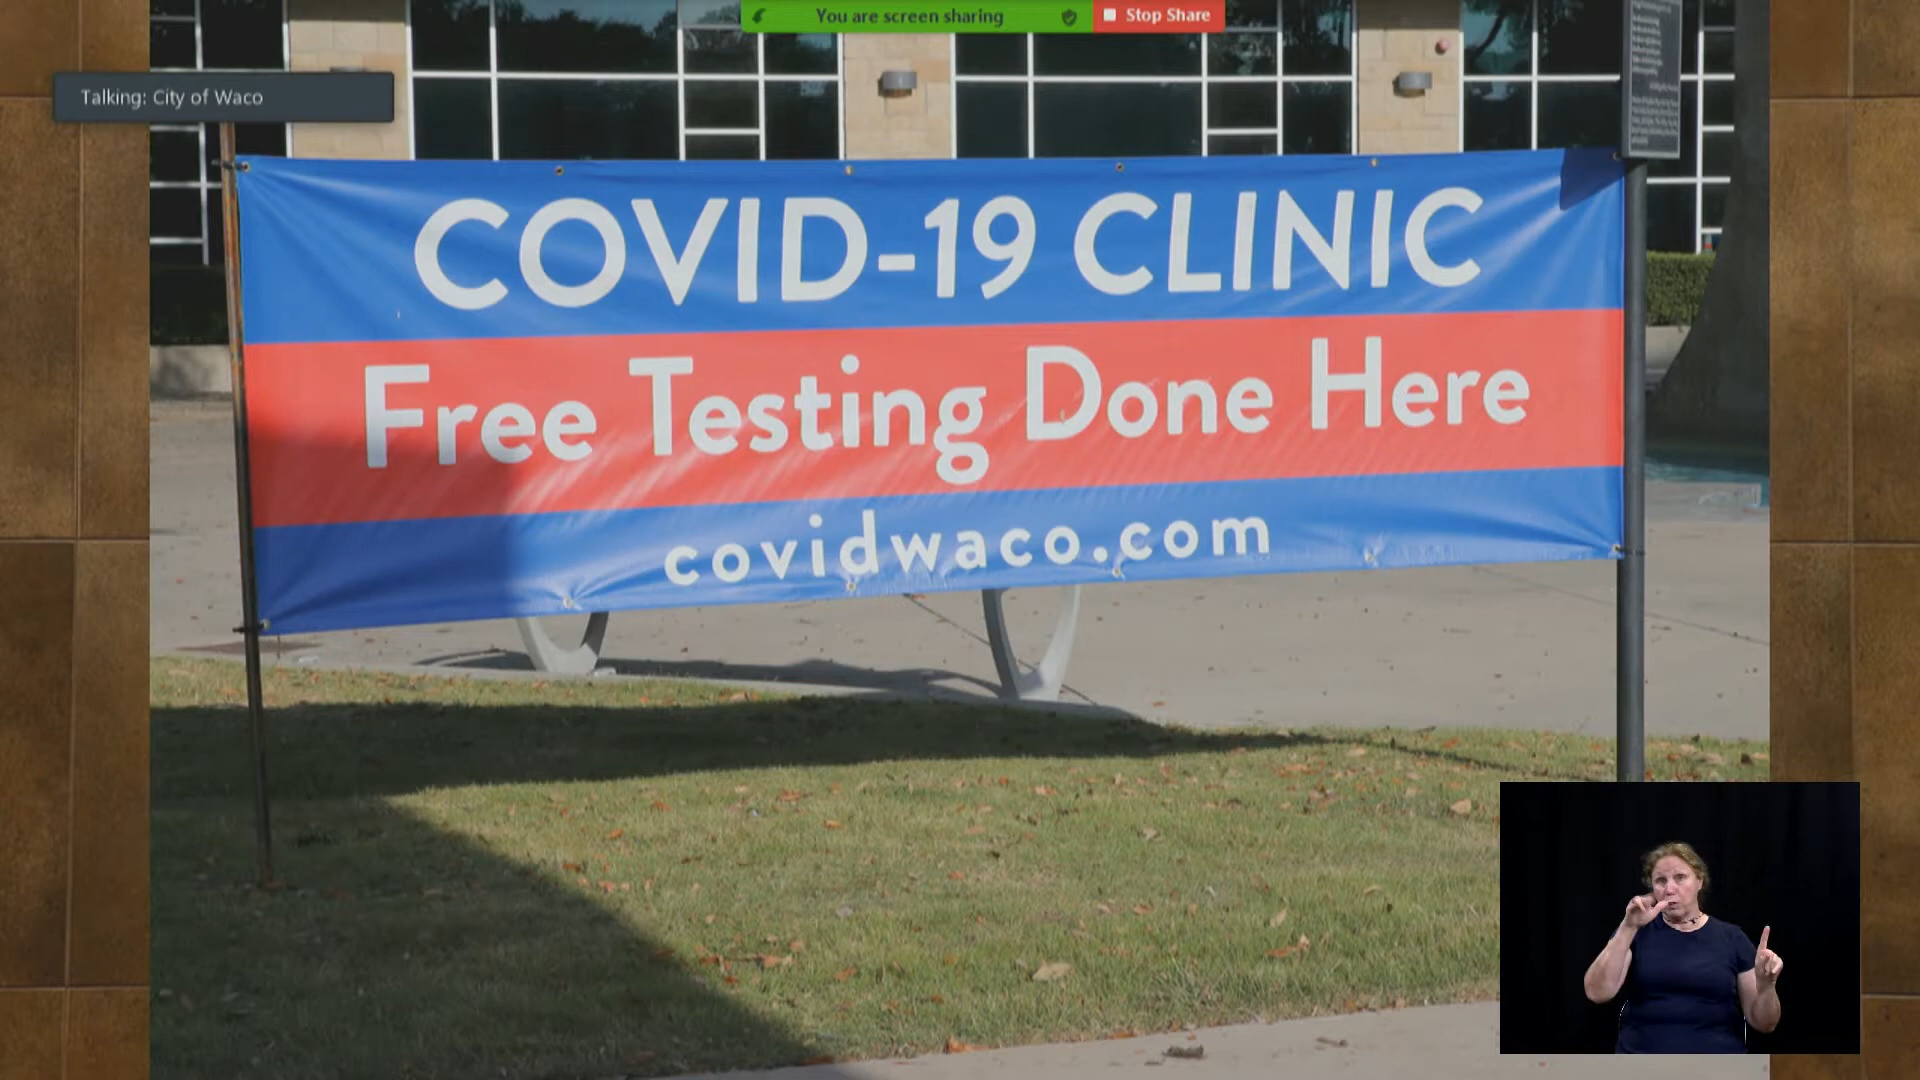 You are screen sharing
Stop Share
Talking: City of Waco
COVID-19 CLINIC
Free Testing Done Here
covidwaco.com